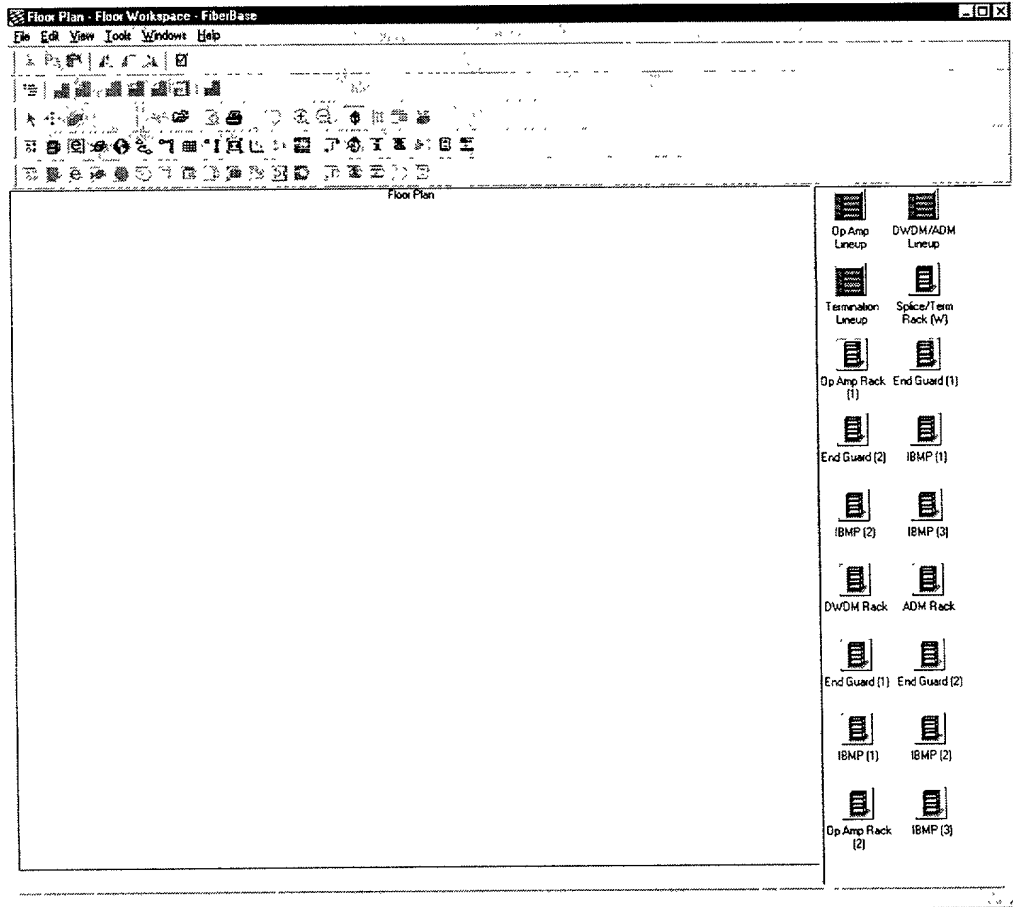 Floor Plan - Floor Workspace - FiberBase
File Edit View Tools Windows Help
Floor Plan
Op Amp Lineup
DWDM/ADM Lineup
Termination Lineup
Splice/Term Rack (W)
Op Amp Rack (1)
End Guard (1)
End Guard (2)
IBMP (1)
IBMP (2)
IBMP (3)
DWDM Rack
ADM Rack
End Guard (1)
End Guard (2)
IBMP (1)
IBMP (2)
Op Amp Rack (2)
IBMP (3)